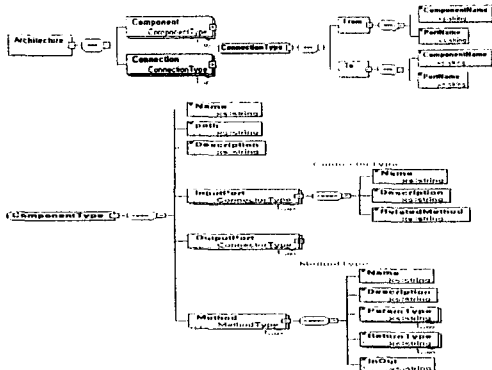 Architecture
Component
ComponentType
Connection
ConnectionType
ConnectionType
From
ComponentName
xs:string
PortName
xs:string
To
ComponentName
xs:string
PortName
xs:string
ComponentType
Name
xs:string
path
xs:string
Description
xs:string
InputPort
ConnectorType
ConnectorType
Name
xs:string
Description
xs:string
RelatedMethod
xs:string
OutputPort
ConnectorType
Method
MethodType
MethodType
Name
xs:string
Description
xs:string
ParamType
xs:string
ReturnType
xs:string
InOut
xs:string